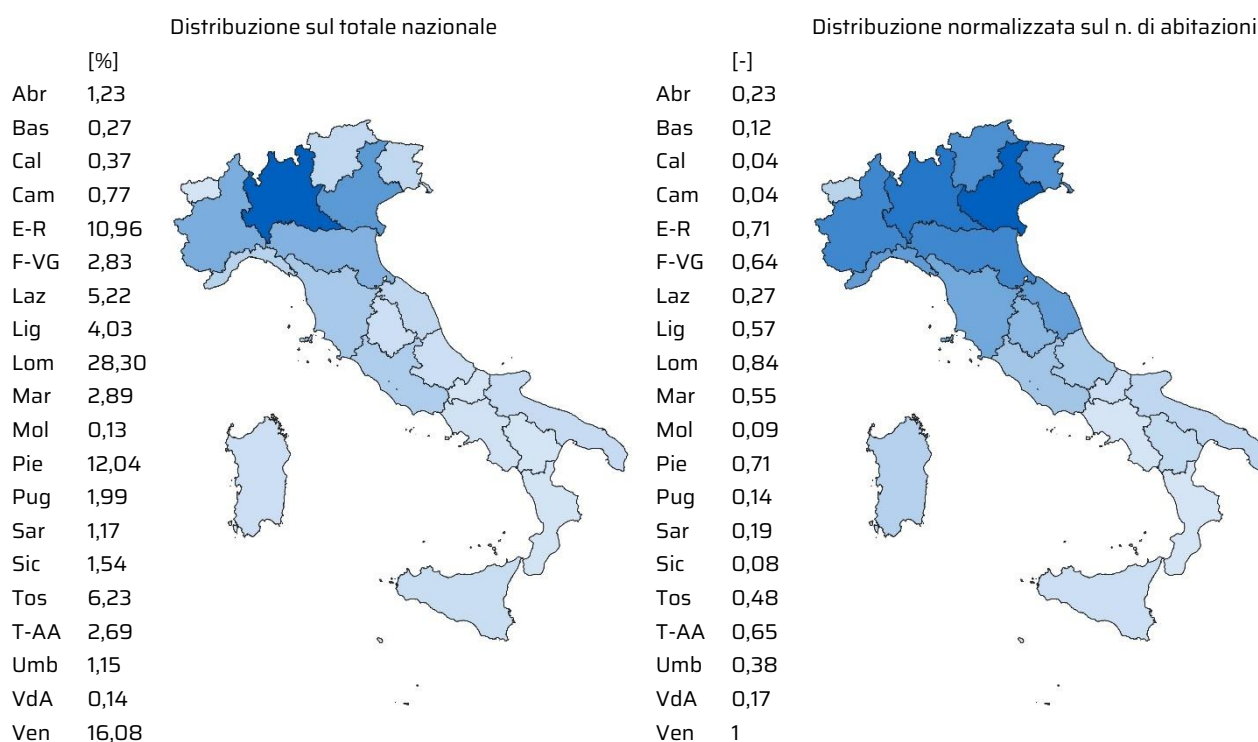 Distribuzione sul totale nazionale
[%]
Abr 1,23
Bas 0,27
Cal 0,37
Cam 0,77
E-R 10,96
F-VG 2,83
Laz 5,22
Lig 4,03
Lom 28,30
Mar 2,89
Mol 0,13
Pie 12,04
Pug 1,99
Sar 1,17
Sic 1,54
Tos 6,23
T-AA 2,69
Umb 1,15
VdA 0,14
Ven 16,08
Distribuzione normalizzata sul n. di abitazioni
[-]
Abr 0,23
Bas 0,12
Cal 0,04
Cam 0,04
E-R 0,71
F-VG 0,64
Laz 0,27
Lig 0,57
Lom 0,84
Mar 0,55
Mol 0,09
Pie 0,71
Pug 0,14
Sar 0,19
Sic 0,08
Tos 0,48
T-AA 0,65
Umb 0,38
VdA 0,17
Ven 1